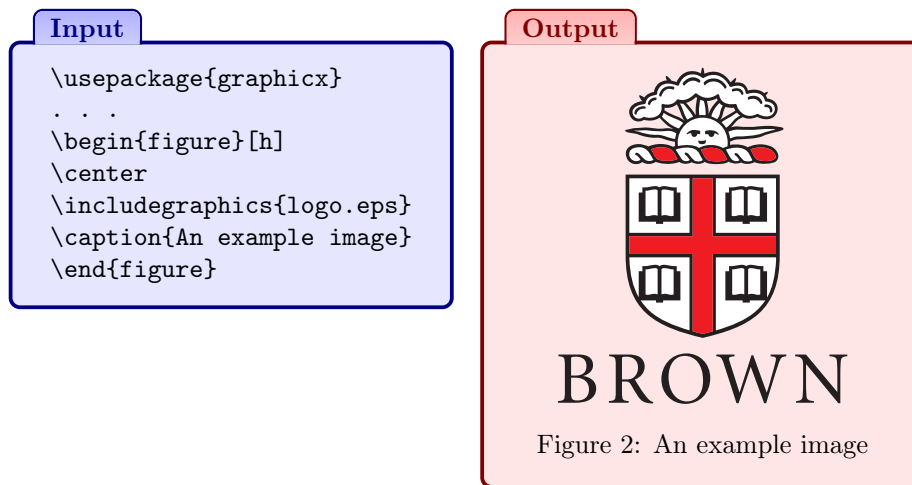 Input
\usepackage{graphicx}
. . .
\begin{figure}[h]
\center
\includegraphics{logo.eps}
\caption{An example image}
\end{figure}
Output
BROWN
Figure 2: An example image